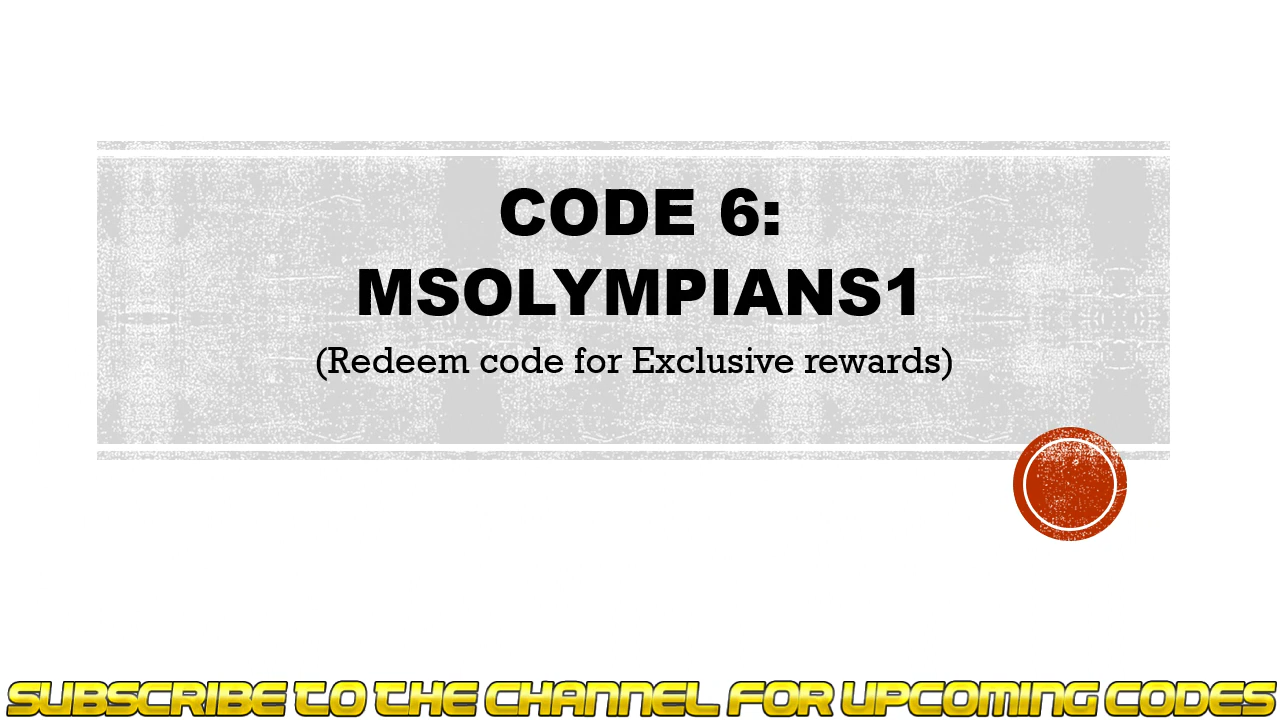 CODE 6:
MSOLYMPIANS1
(Redeem code for Exclusive rewards)
SUBSCRIBE TO THE CHANNEL FOR UPCOMING CODES